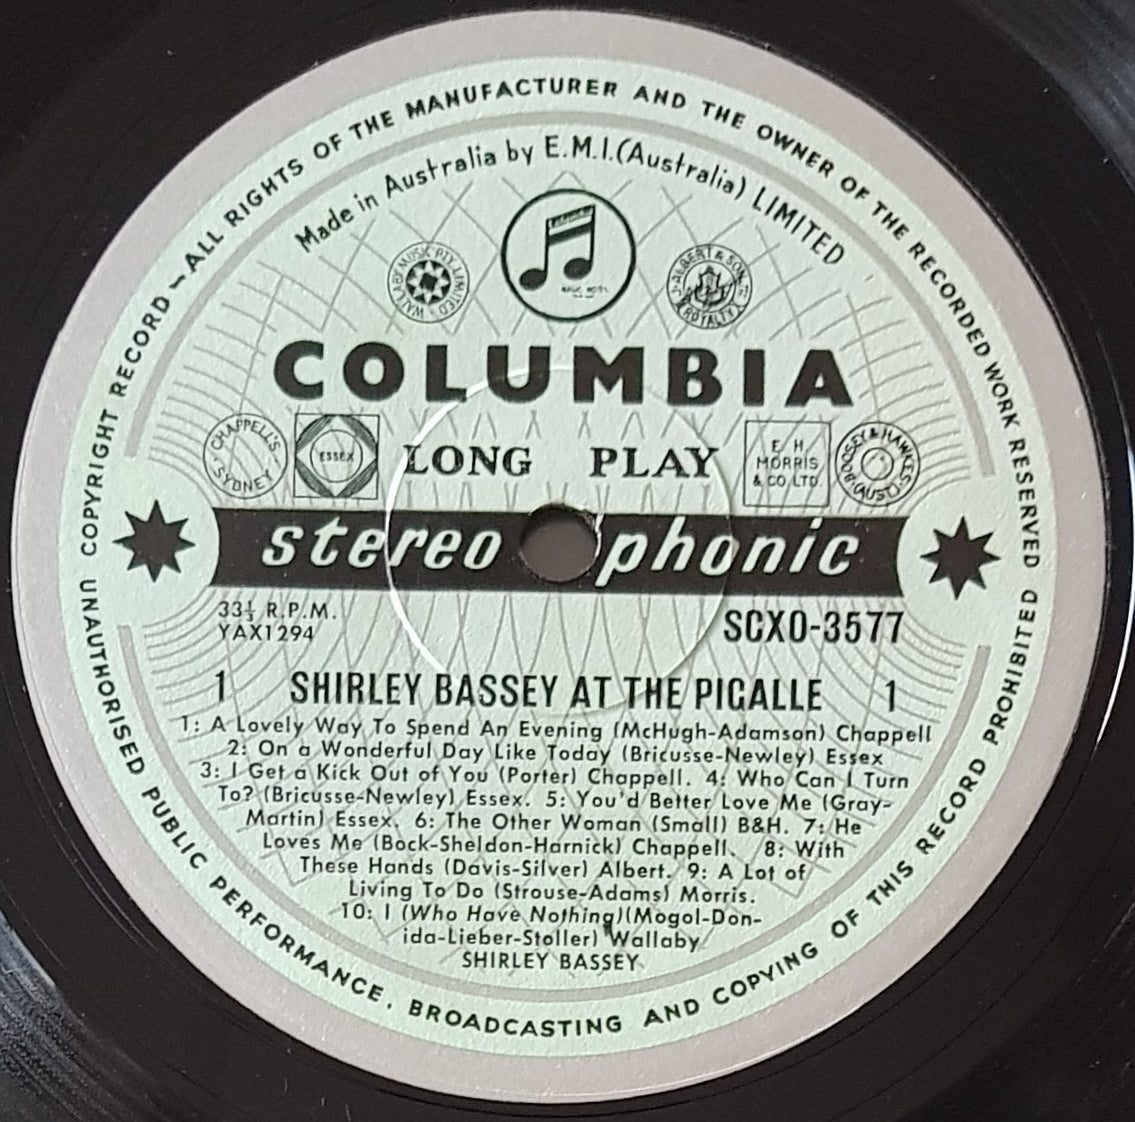 COPYRIGHT RECORD — ALL RIGHTS OF THE MANUFACTURER AND THE OWNER OF THE RECORDED WORK RESERVED
UNAUTHORISED PUBLIC PERFORMANCE, BROADCASTING AND COPYING OF THIS RECORD PROHIBITED
Made in Australia by E.M.I.(Australia) LIMITED
WALLABY MUSIC PTY. LIMITED
J. ALBERT & SON
ROYALTY
COLUMBIA
CHAPPELL'S SYDNEY
ESSEX
LONG PLAY
E. H. MORRIS & CO. LTD.
BOOSEY & HAWKES (AUST)
stereophonic
33⅓ R.P.M.
YAX1294
SCXO-3577
1 SHIRLEY BASSEY AT THE PIGALLE 1
1: A Lovely Way To Spend An Evening (McHugh-Adamson) Chappell
2: On a Wonderful Day Like Today (Bricusse-Newley) Essex
3: I Get a Kick Out of You (Porter) Chappell. 4: Who Can I Turn
To? (Bricusse-Newley) Essex. 5: You'd Better Love Me (Gray-
Martin) Essex. 6: The Other Woman (Small) B&H. 7: He
Loves Me (Bock-Sheldon-Harnick) Chappell. 8: With
These Hands (Davis-Silver) Albert. 9: A Lot of
Living To Do (Strouse-Adams) Morris.
10: I (Who Have Nothing)(Mogol-Don-
ida-Lieber-Stoller) Wallaby
SHIRLEY BASSEY